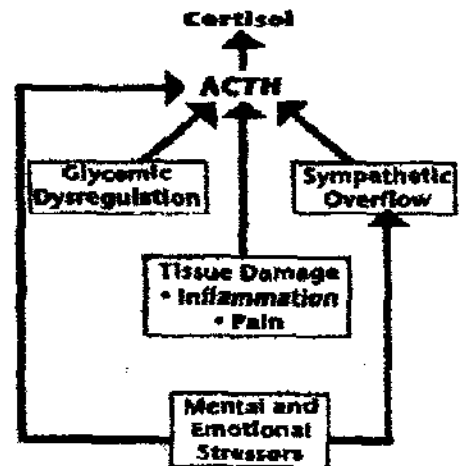 Cortisol
ACTH
Glycemic
Dysregulation
Sympathetic
Overflow
Tissue Damage
• Inflammation
• Pain
Mental and
Emotional
Stressors